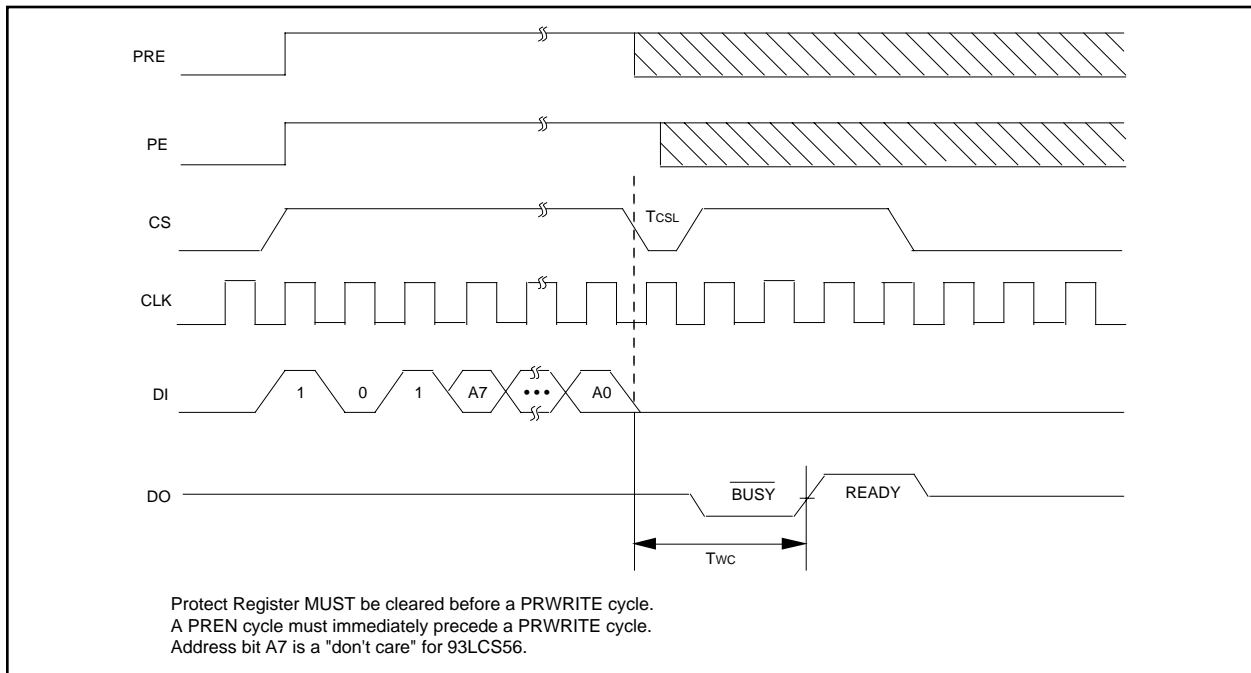 PRE
PE
CS
TCSL
CLK
DI
1 0 1 A7 ••• A0
DO
BUSY READY
TWC
Protect Register MUST be cleared before a PRWRITE cycle.
A PREN cycle must immediately precede a PRWRITE cycle.
Address bit A7 is a "don't care" for 93LCS56.